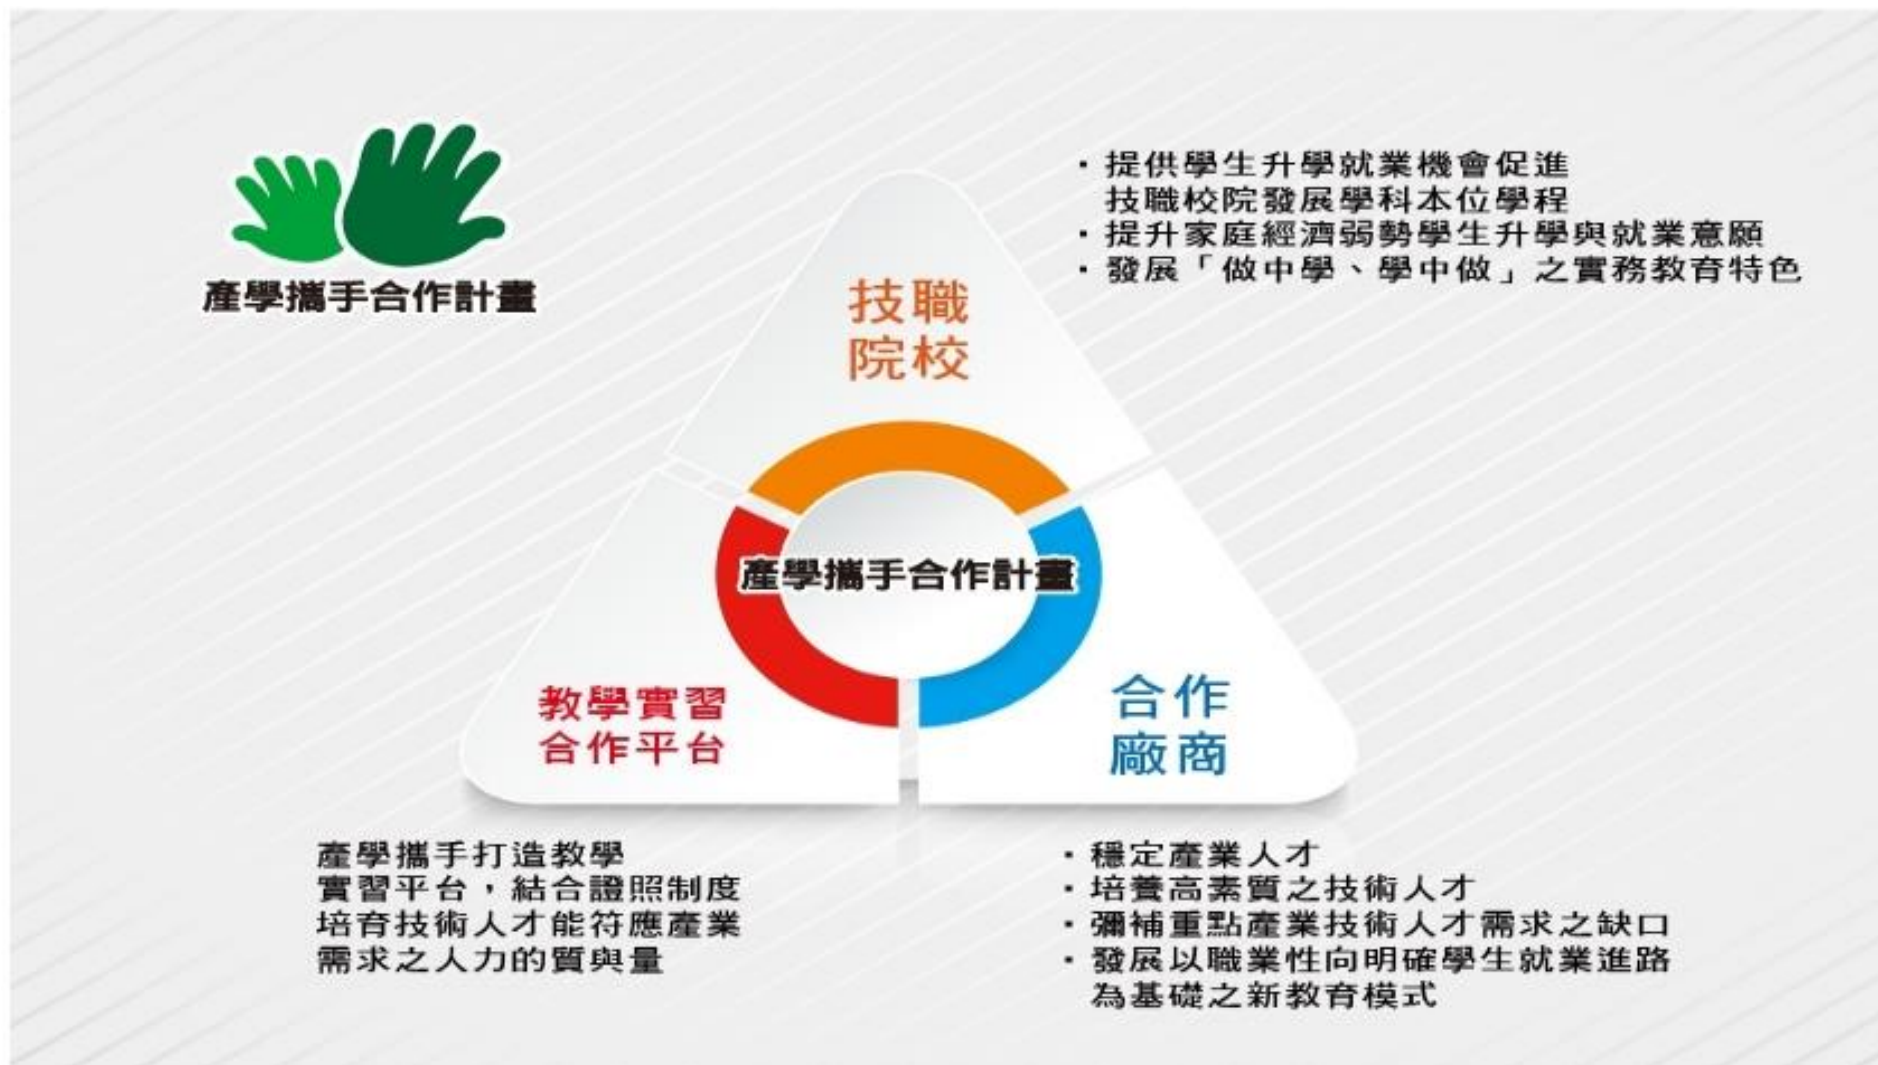 產學攜手合作計畫
・提供學生升學就業機會促進
技職校院發展學科本位學程
・提升家庭經濟弱勢學生升學與就業意願
・發展「做中學、學中做」之實務教育特色
技職
院校
產學攜手合作計畫
教學實習
合作平台
合作
廠商
產學攜手打造教學
實習平台，結合證照制度
培育技術人才能符應產業
需求之人力的質與量
・穩定產業人才
・培養高素質之技術人才
・彌補重點產業技術人才需求之缺口
・發展以職業性向明確學生就業進路
為基礎之新教育模式